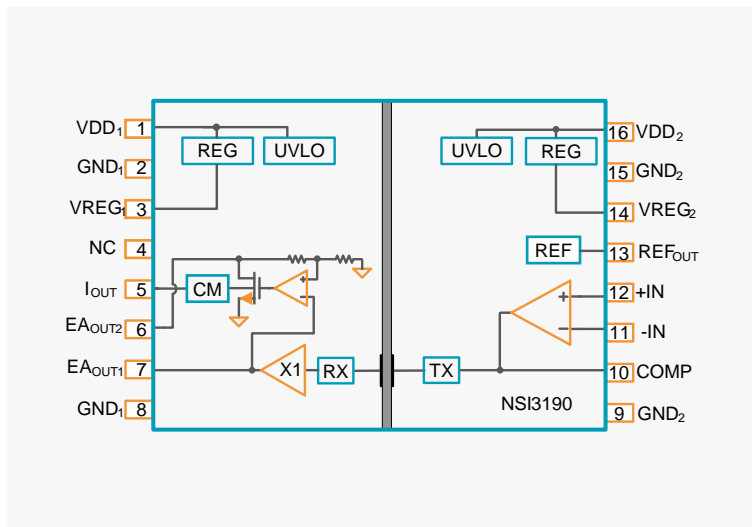 VDD₁ 1
GND₁ 2
VREG₁ 3
NC 4
IOUT 5
EAOUT2 6
EAOUT1 7
GND₁ 8
REG
UVLO
CM
+
−
X1
RX
UVLO
REG
REF
+
−
TX
NSI3190
16 VDD₂
15 GND₂
14 VREG₂
13 REFOUT
12 +IN
11 -IN
10 COMP
9 GND₂